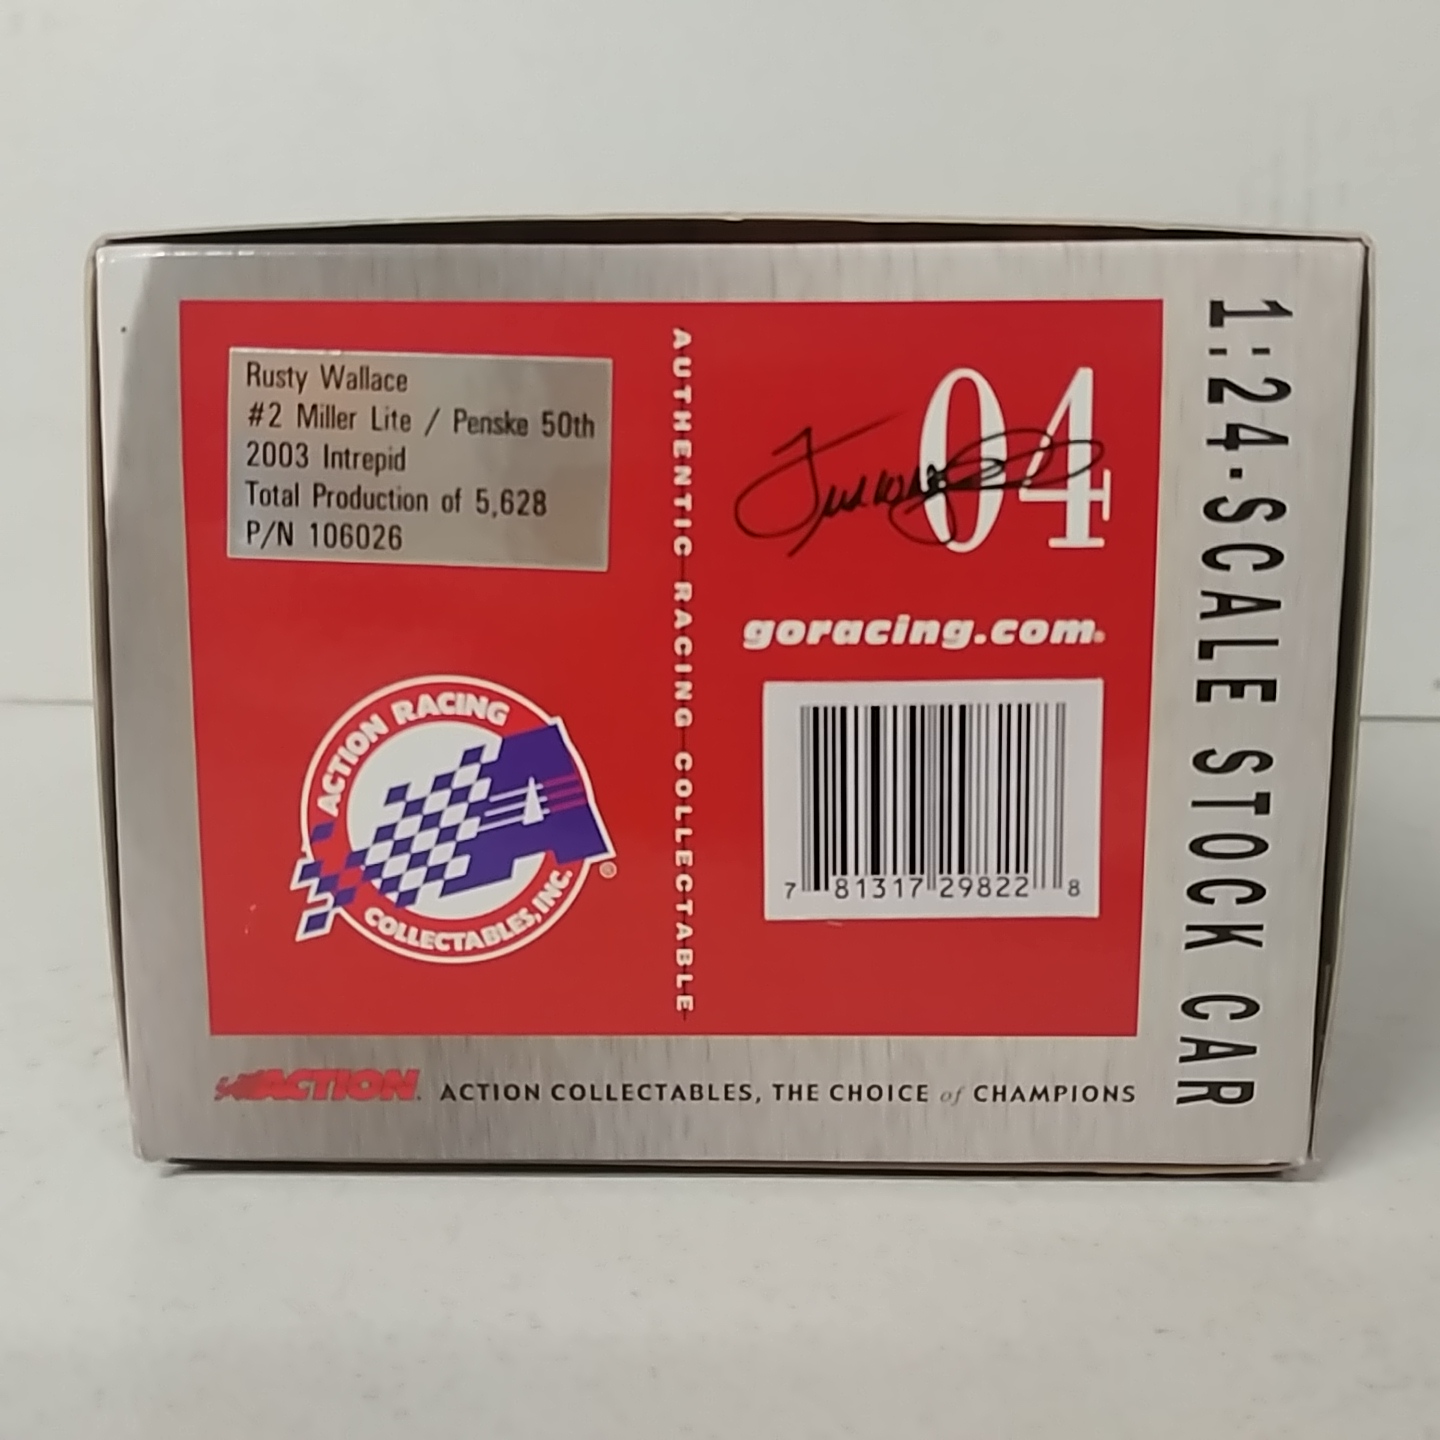 Rusty Wallace
#2 Miller Lite / Penske 50th
2003 Intrepid
Total Production of 5,628
P/N 106026
ACTION RACING
COLLECTABLES, INC.
®
AUTHENTIC RACING COLLECTABLE
04
goracing.com
7 81317 29822 8
1:24-SCALE STOCK CAR
ACTION
ACTION COLLECTABLES, THE CHOICE of CHAMPIONS